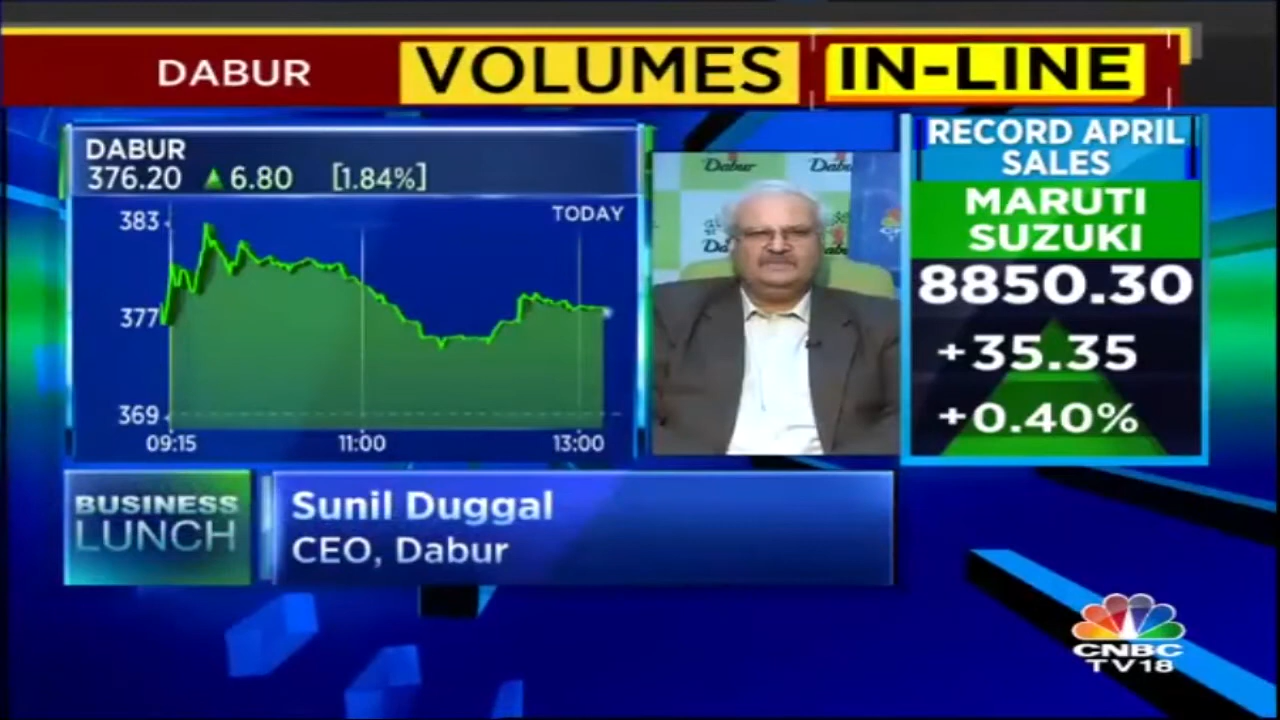 DABUR VOLUMES IN-LINE
DABUR
376.20 ▲ 6.80 [1.84%]
TODAY
383
377
369
09:15 11:00 13:00
Dabur Dabur
RECORD APRIL
SALES
MARUTI
SUZUKI
8850.30
+35.35
+0.40%
BUSINESS
LUNCH
Sunil Duggal
CEO, Dabur
CNBC
TV18